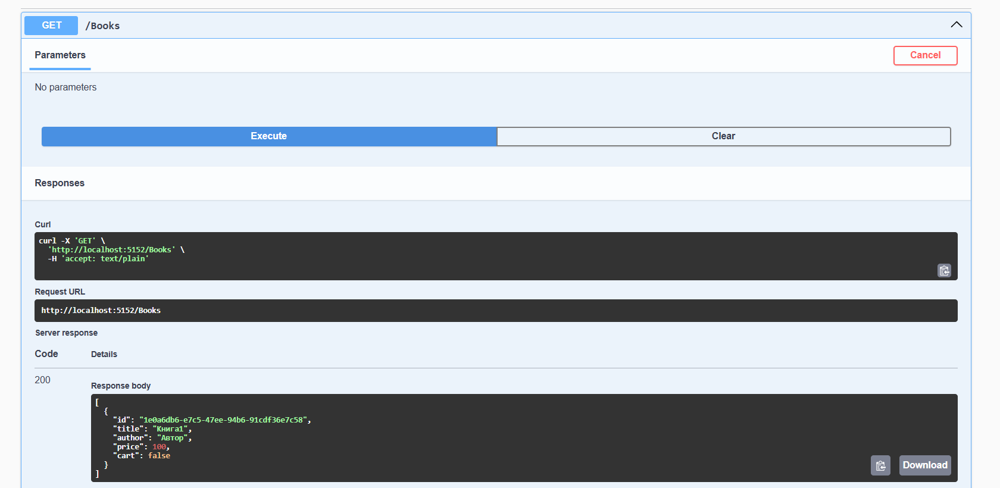 GET /Books
Parameters
Cancel
No parameters
Execute
Clear
Responses
Curl
curl -X 'GET' \
  'http://localhost:5152/Books' \
  -H 'accept: text/plain'
Request URL
http://localhost:5152/Books
Server response
Code Details
200
Response body
[
  {
    "id": "1e0a6db6-e7c5-47ee-94b6-91cdf36e7c58",
    "title": "Книга1",
    "author": "Автор",
    "price": 100,
    "cart": false
  }
]
Download